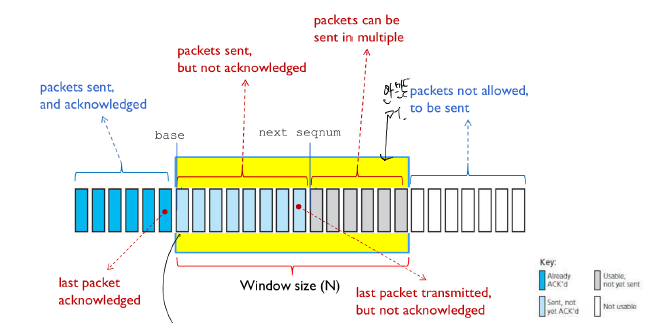 packets can be
sent in multiple
packets sent,
but not acknowledged
packets sent,
and acknowledged
packets not allowed,
to be sent
base
next seqnum
last packet
acknowledged
Window size (N)
last packet transmitted,
but not acknowledged
Key:
Already
ACK'd
Usable,
not yet sent
Sent, not
yet ACK'd
Not usable